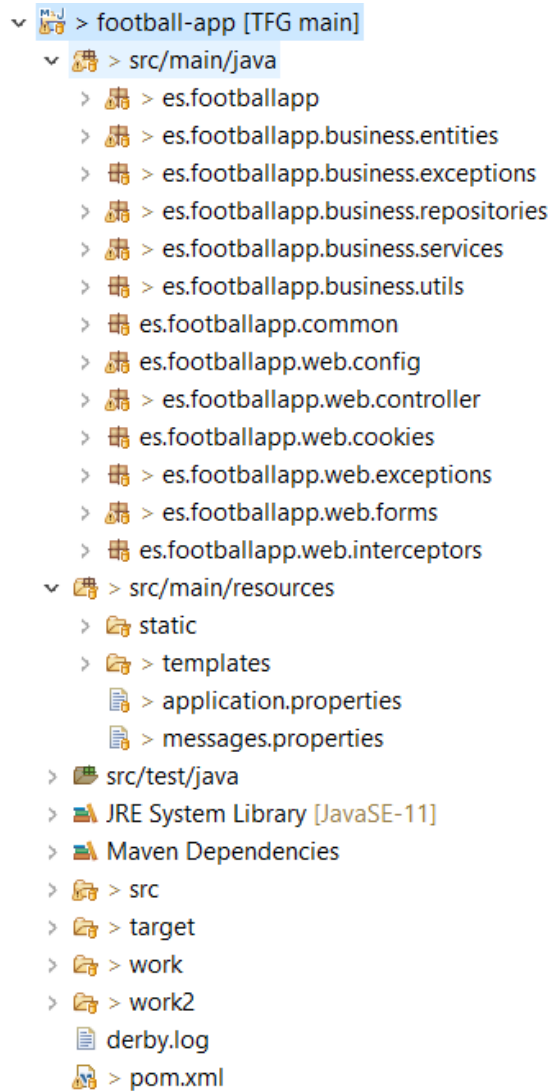 > football-app [TFG main]
> src/main/java
> es.footballapp
> es.footballapp.business.entities
> es.footballapp.business.exceptions
> es.footballapp.business.repositories
> es.footballapp.business.services
> es.footballapp.business.utils
es.footballapp.common
es.footballapp.web.config
> es.footballapp.web.controller
es.footballapp.web.cookies
> es.footballapp.web.exceptions
> es.footballapp.web.forms
es.footballapp.web.interceptors
> src/main/resources
static
> templates
> application.properties
> messages.properties
src/test/java
JRE System Library [JavaSE-11]
Maven Dependencies
> src
> target
> work
> work2
derby.log
> pom.xml